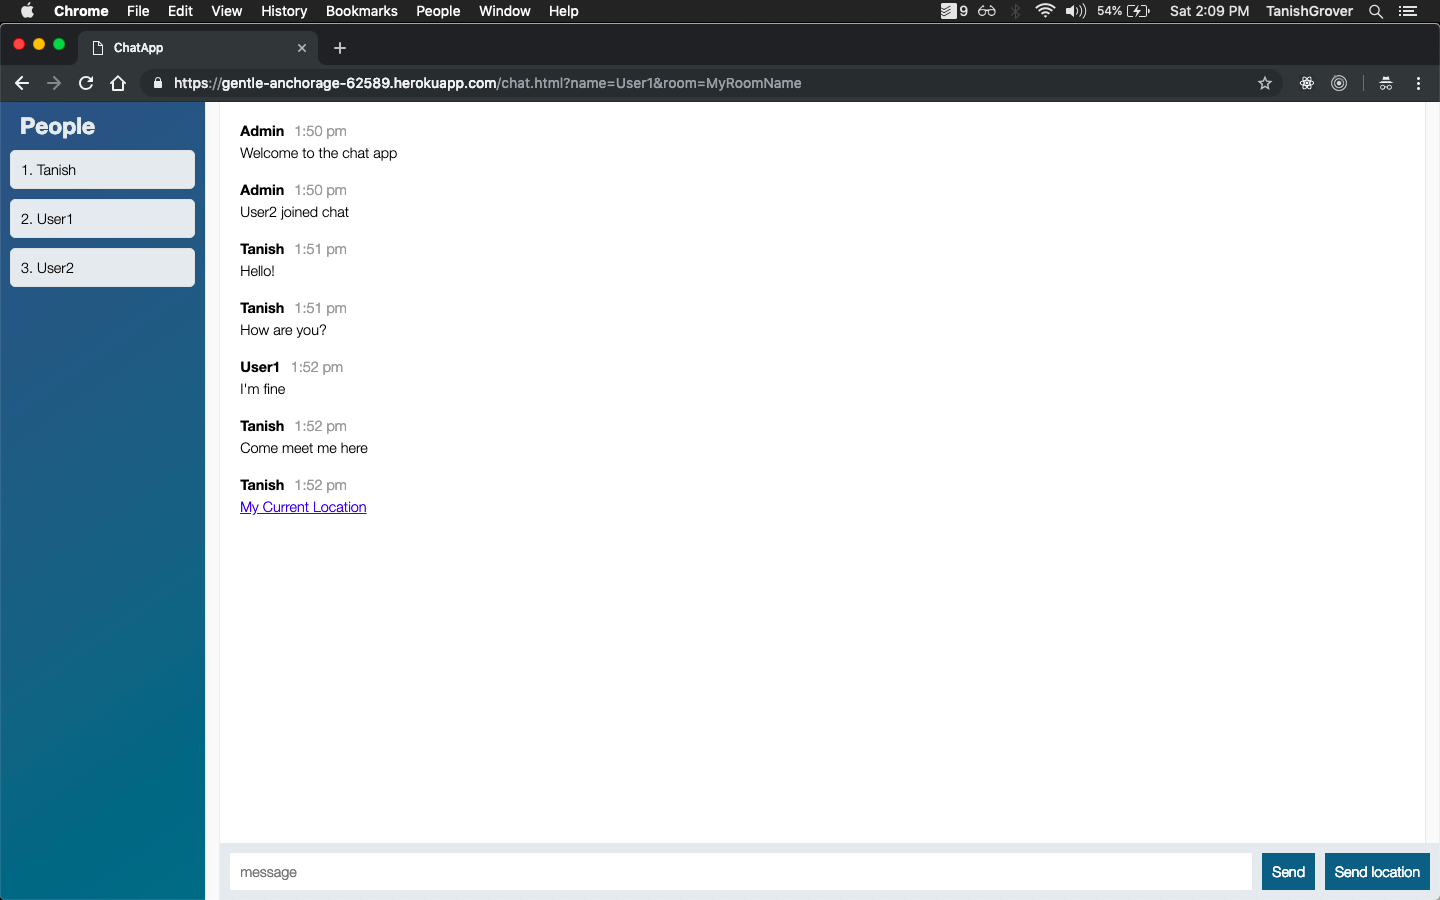 Chrome File Edit View History Bookmarks People Window Help 9 54% Sat 2:09 PM TanishGrover
ChatApp
https://gentle-anchorage-62589.herokuapp.com/chat.html?name=User1&room=MyRoomName
People
1. Tanish
2. User1
3. User2
Admin 1:50 pm
Welcome to the chat app
Admin 1:50 pm
User2 joined chat
Tanish 1:51 pm
Hello!
Tanish 1:51 pm
How are you?
User1 1:52 pm
I'm fine
Tanish 1:52 pm
Come meet me here
Tanish 1:52 pm
My Current Location
message Send Send location